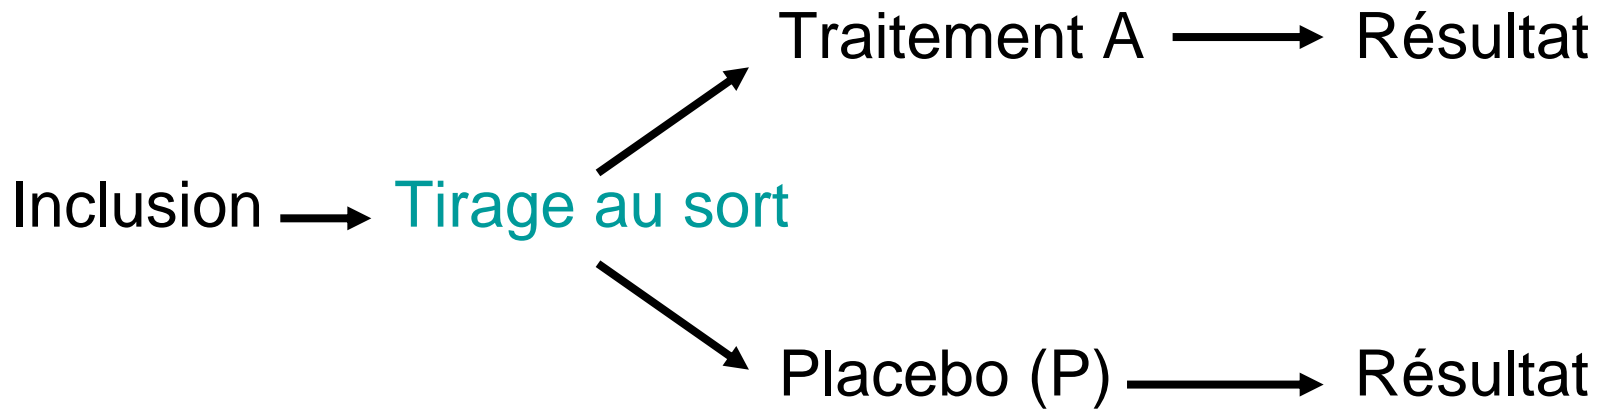 Traitement A Résultat
Inclusion Tirage au sort
Placebo (P) Résultat